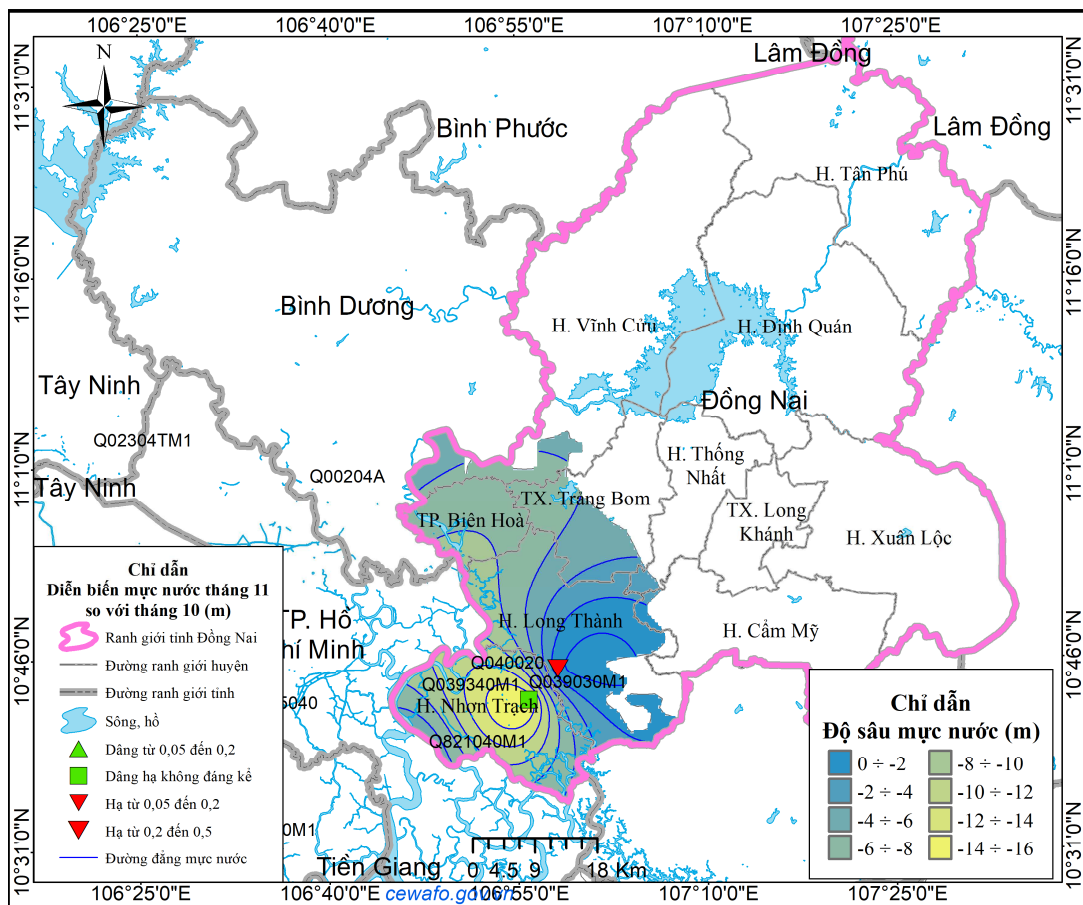 106°25'0"E 106°40'0"E 106°55'0"E 107°10'0"E 107°25'0"E
N
Lâm Đồng
11°31'0"N
11°31'0"N
Bình Phước
Lâm Đồng
H. Tân Phú
11°16'0"N
11°16'0"N
Bình Dương
H. Vĩnh Cửu
H. Định Quán
Tây Ninh
Đồng Nai
Q02304TM1
Q00204A
11°1'0"N
11°1'0"N
Tây Ninh
H. Thống
Nhất
TX. Trảng Bom
TP. Biên Hoà
TX. Long
Khánh
H. Xuân Lộc
TP. Hồ
hí Minh
H. Long Thành
H. Cẩm Mỹ
10°46'0"N
10°46'0"N
Q040020
Q039340M1
Q039030M1
H. Nhơn Trạch
5040
Q821040M1
0M1
10°31'0"N
10°31'0"N
Tiền Giang
0 4.5 9 18 Km
cewafo.gov.vn
106°25'0"E 106°40'0"E 106°55'0"E 107°10'0"E 107°25'0"E
Chỉ dẫn
Diễn biến mực nước tháng 11
so với tháng 10 (m)
Ranh giới tỉnh Đồng Nai
Đường ranh giới huyện
Đường ranh giới tỉnh
Sông, hồ
Dâng từ 0,05 đến 0,2
Dâng hạ không đáng kể
Hạ từ 0,05 đến 0,2
Hạ từ 0,2 đến 0,5
Đường đẳng mực nước
Chỉ dẫn
Độ sâu mực nước (m)
0 ÷ -2
-2 ÷ -4
-4 ÷ -6
-6 ÷ -8
-8 ÷ -10
-10 ÷ -12
-12 ÷ -14
-14 ÷ -16